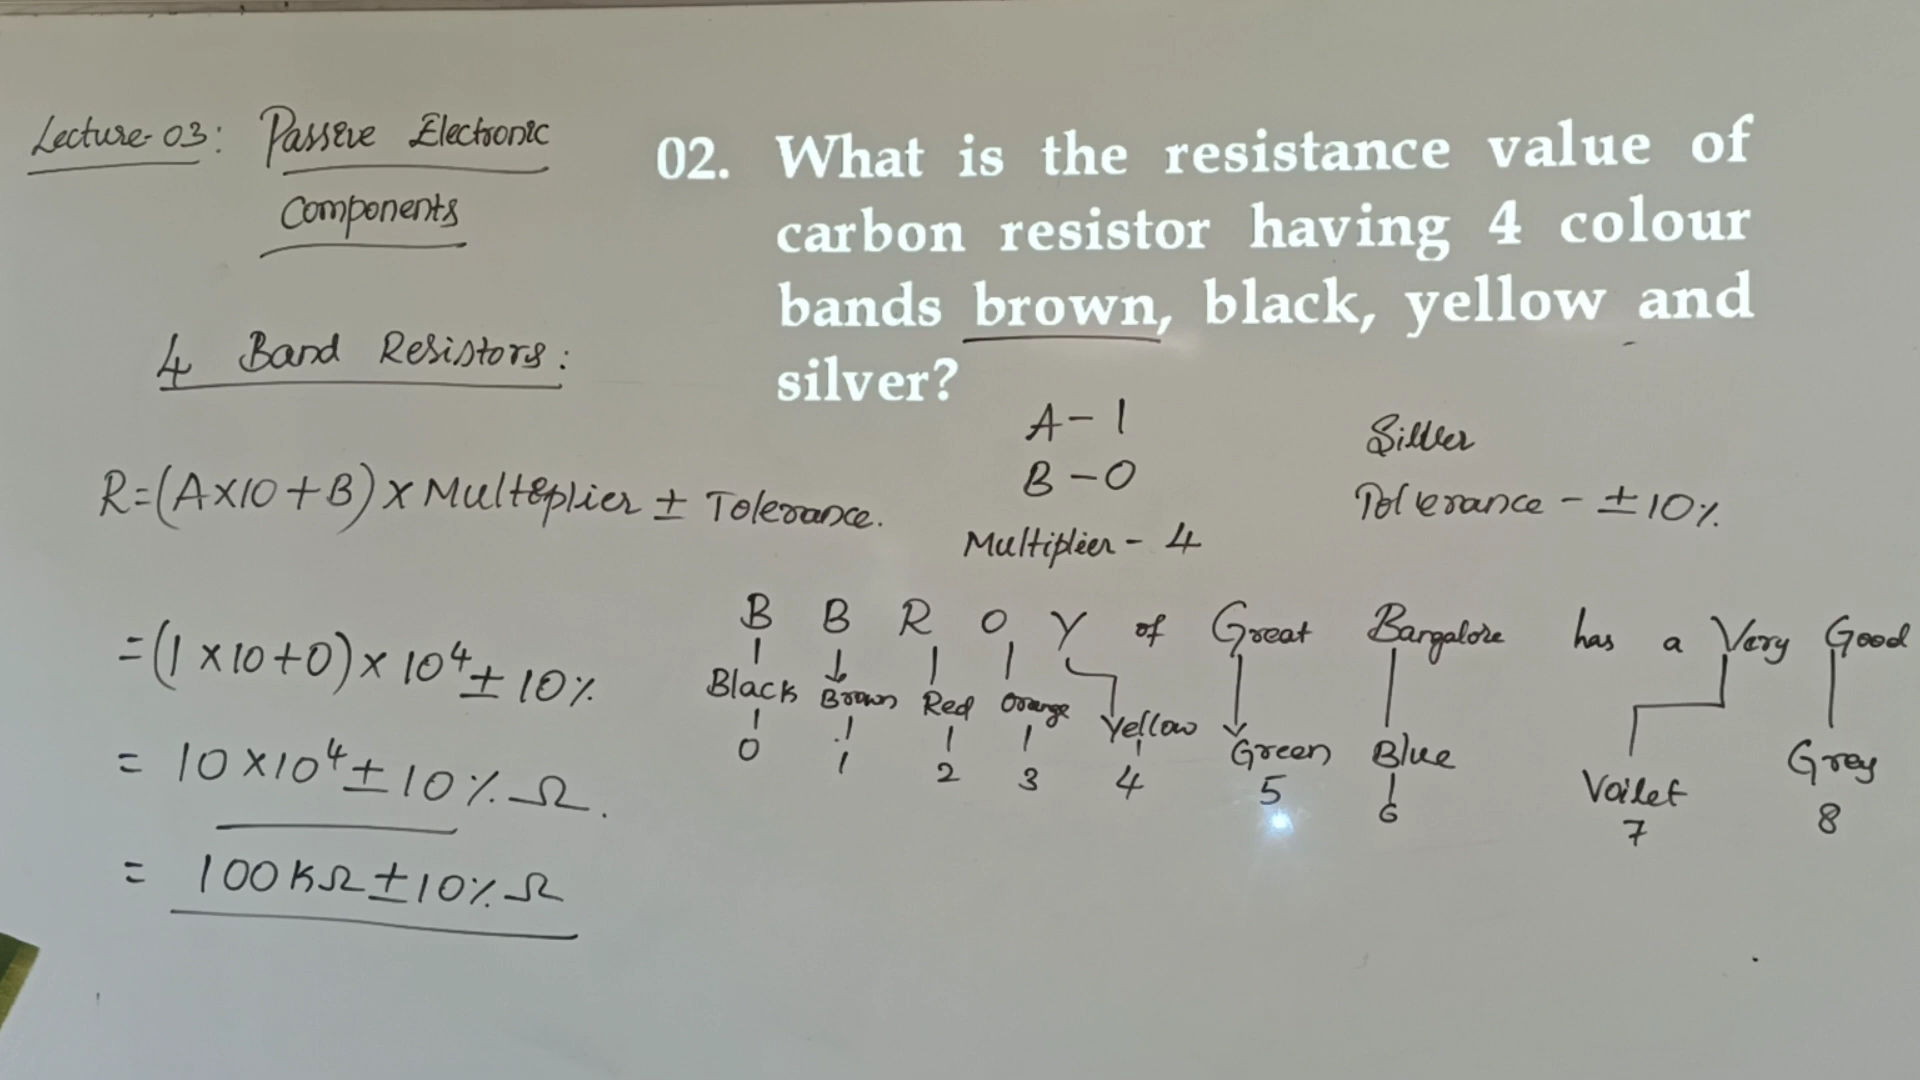 Lecture-03: Passive Electronic
Components
02. What is the resistance value of
carbon resistor having 4 colour
bands brown, black, yellow and
silver?
4 Band Resistors:
R=(A×10+B)×Multiplier ± Tolerance.
=(1×10+0)×10⁴±10%
= 10×10⁴±10%Ω.
= 100KΩ±10%Ω
A-1
B-0
Multiplier-4
Silver
Tolerance-±10%
B B R O Y of Great Bangalore has a Very Good
Black Brown Red Orange Yellow Green Blue Voilet Grey
0 1 2 3 4 5 6 7 8